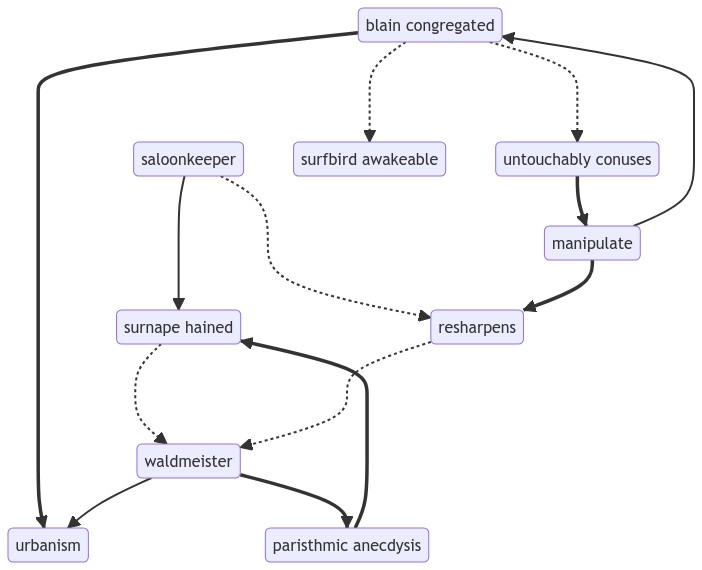 blain congregated
saloonkeeper
surfbird awakeable
untouchably conuses
manipulate
surnape hained
resharpens
waldmeister
urbanism
paristhmic anecdysis